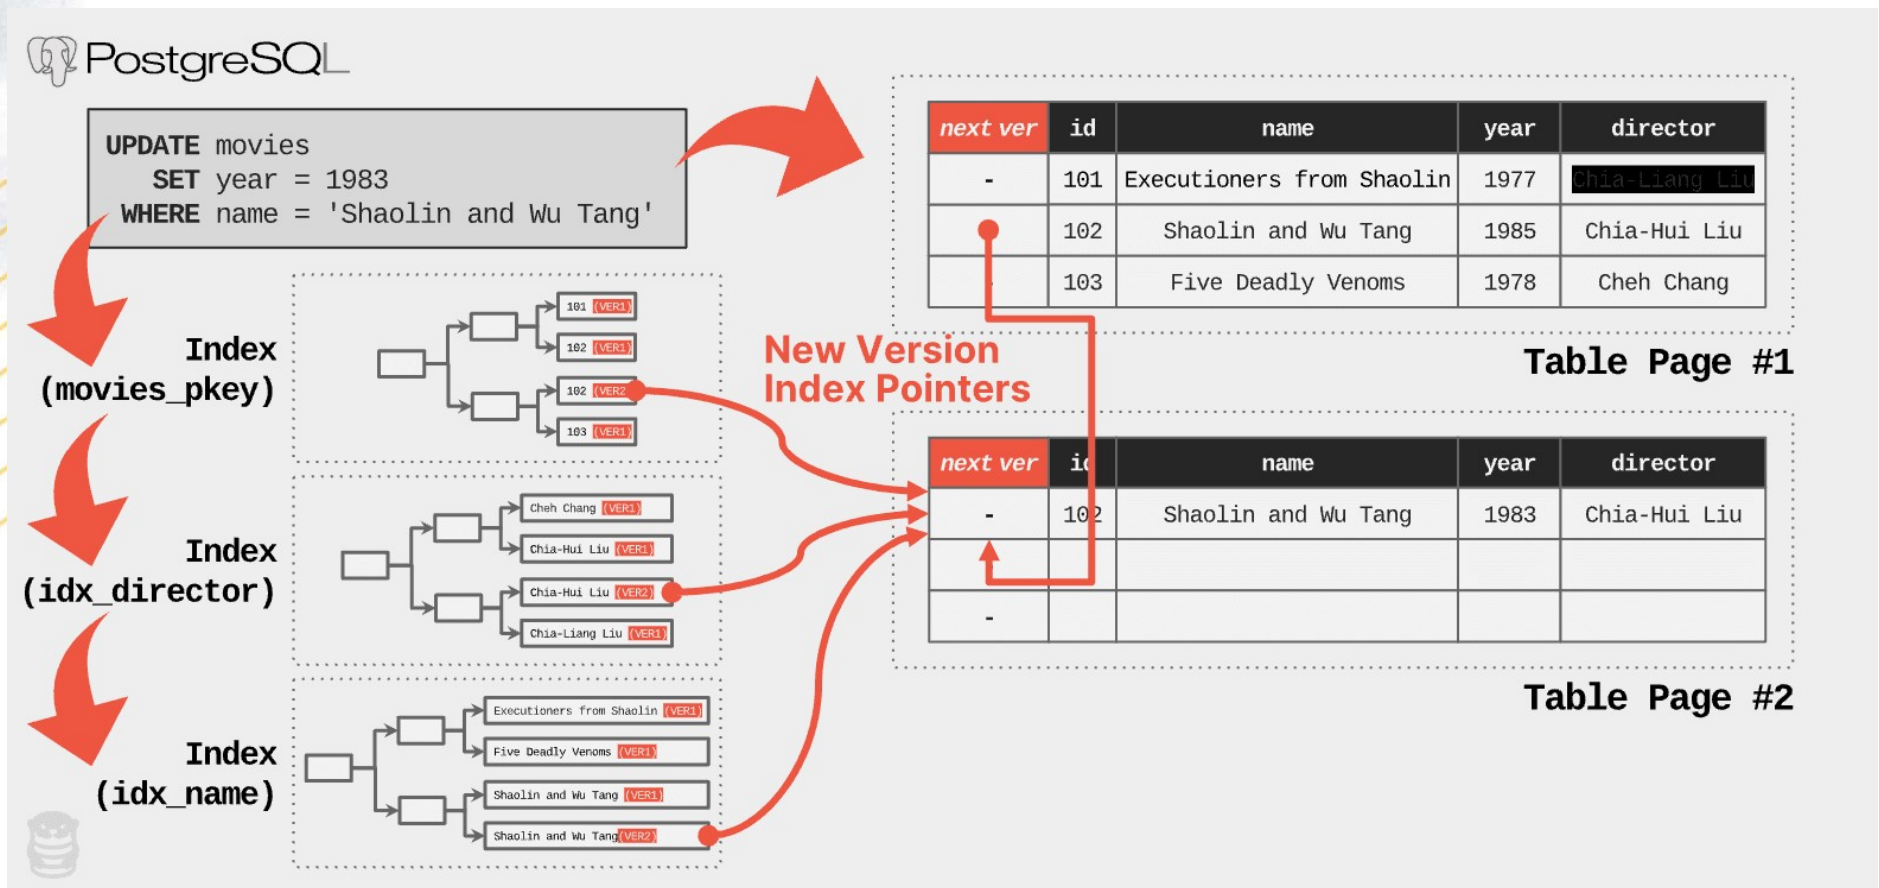 PostgreSQL
UPDATE movies
SET year = 1983
WHERE name = 'Shaolin and Wu Tang'
next ver id name year director
- 101 Executioners from Shaolin 1977 Chia-Liang Liu
102 Shaolin and Wu Tang 1985 Chia-Hui Liu
103 Five Deadly Venoms 1978 Cheh Chang
Table Page #1
New Version
Index Pointers
Index
(movies_pkey)
101 (VER1)
102 (VER1)
102 (VER2)
103 (VER1)
next ver id name year director
- 102 Shaolin and Wu Tang 1983 Chia-Hui Liu
-
Table Page #2
Index
(idx_director)
Cheh Chang (VER1)
Chia-Hui Liu (VER1)
Chia-Hui Liu (VER2)
Chia-Liang Liu (VER1)
Index
(idx_name)
Executioners from Shaolin (VER1)
Five Deadly Venoms (VER1)
Shaolin and Wu Tang (VER1)
Shaolin and Wu Tang(VER2)